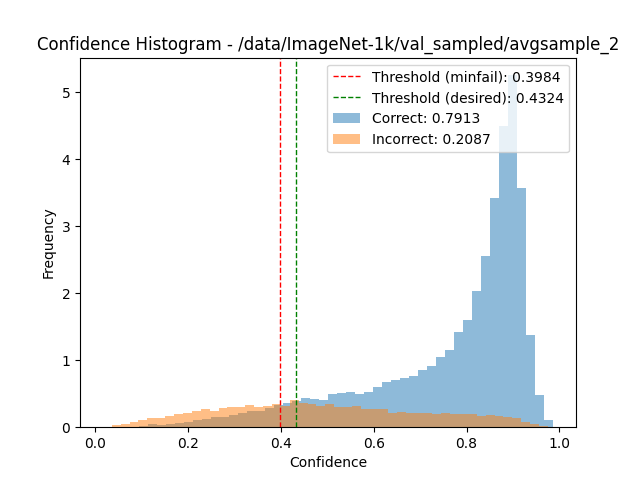 Confidence Histogram - /data/ImageNet-1k/val_sampled/avgsample_2
Threshold (minfail): 0.3984
Threshold (desired): 0.4324
Correct: 0.7913
Incorrect: 0.2087
Frequency
5
4
3
2
1
0
0.0 0.2 0.4 0.6 0.8 1.0
Confidence